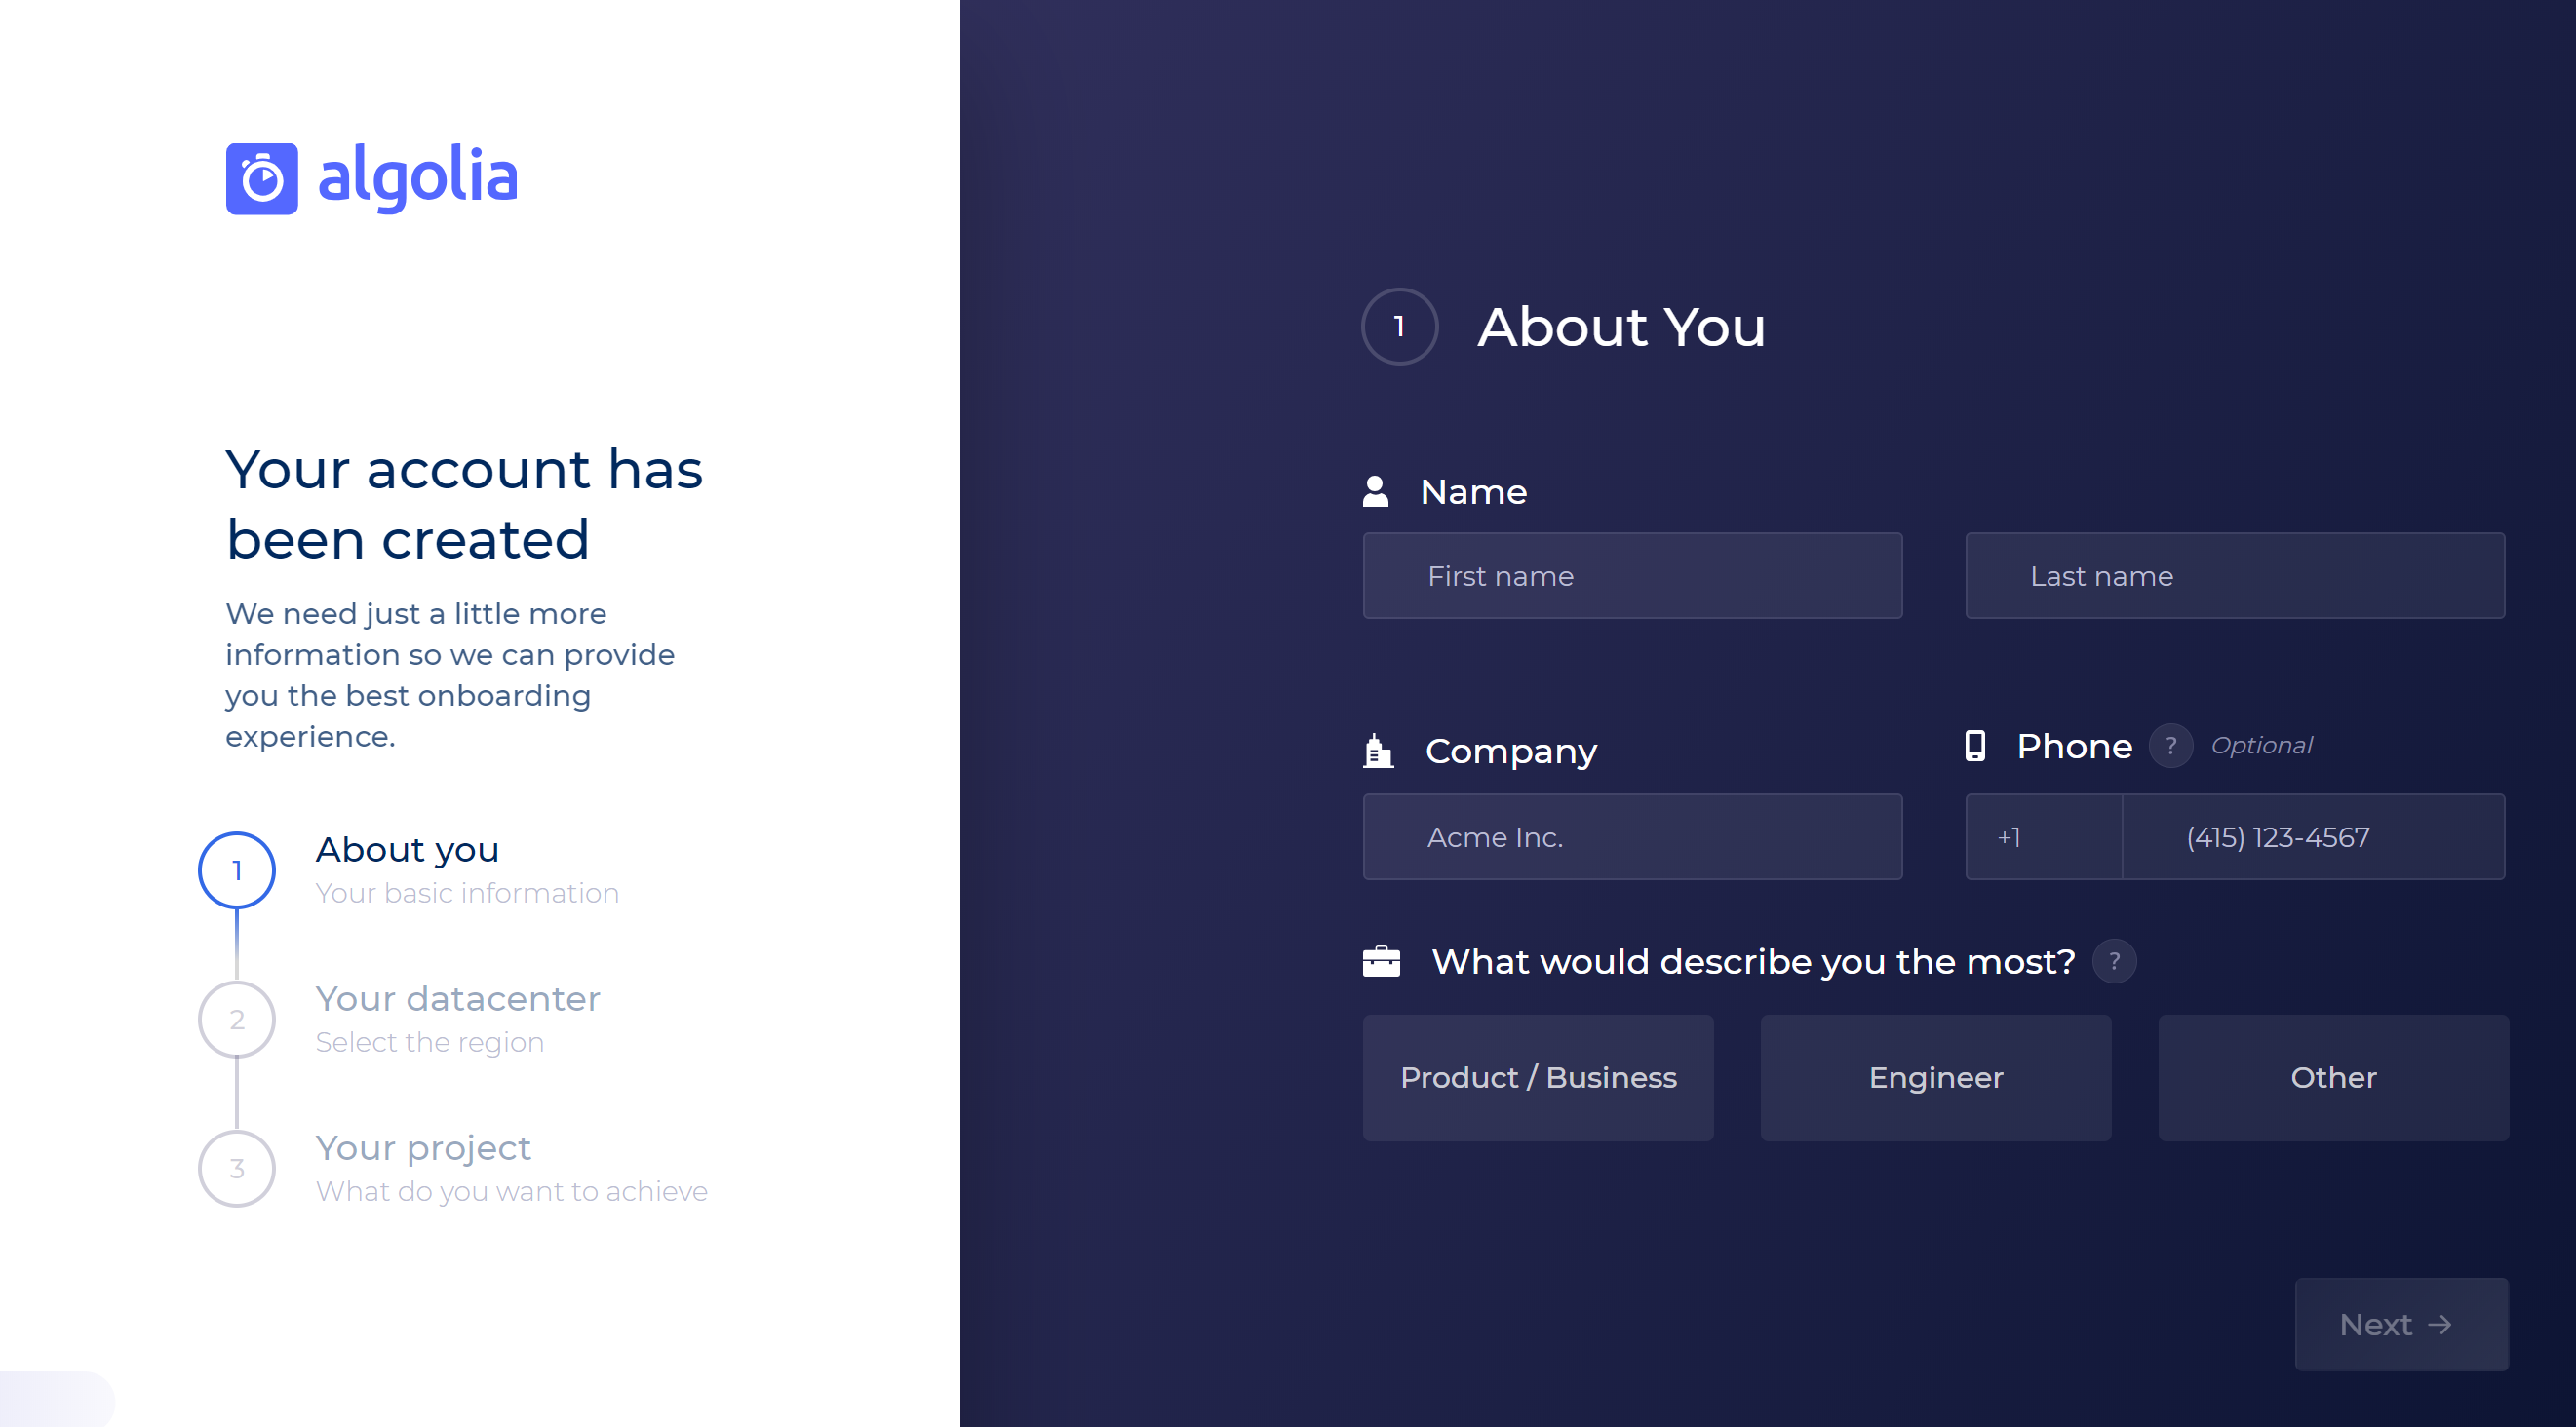 algolia
Your account has
been created
We need just a little more
information so we can provide
you the best onboarding
experience.
1
About you
Your basic information
2
Your datacenter
Select the region
3
Your project
What do you want to achieve
1 About You
Name
First name
Last name
Company
Acme Inc.
Phone ? Optional
+1
(415) 123-4567
What would describe you the most? ?
Product / Business
Engineer
Other
Next →